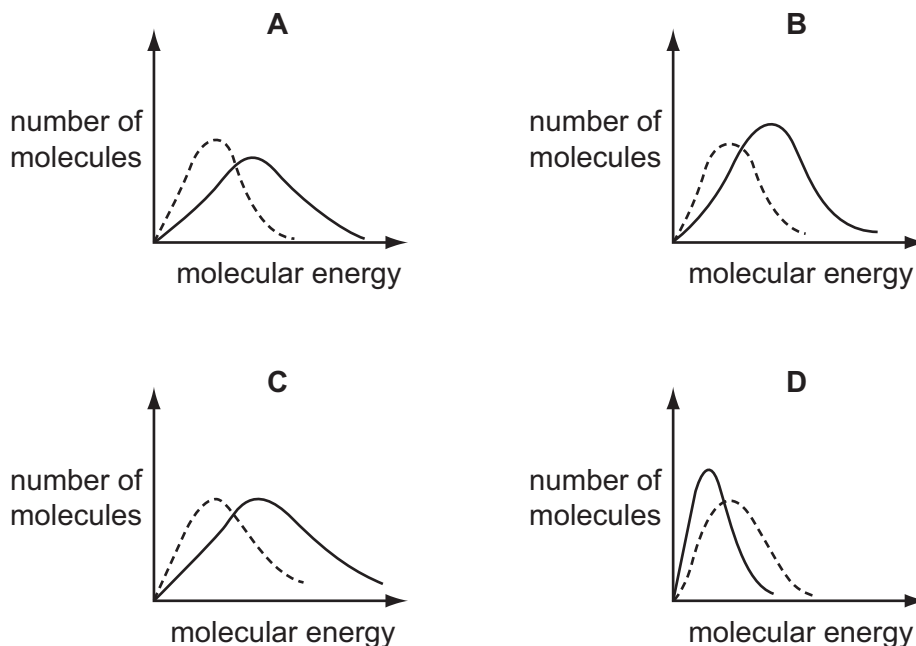 A
number of
molecules
molecular energy
B
number of
molecules
molecular energy
C
number of
molecules
molecular energy
D
number of
molecules
molecular energy